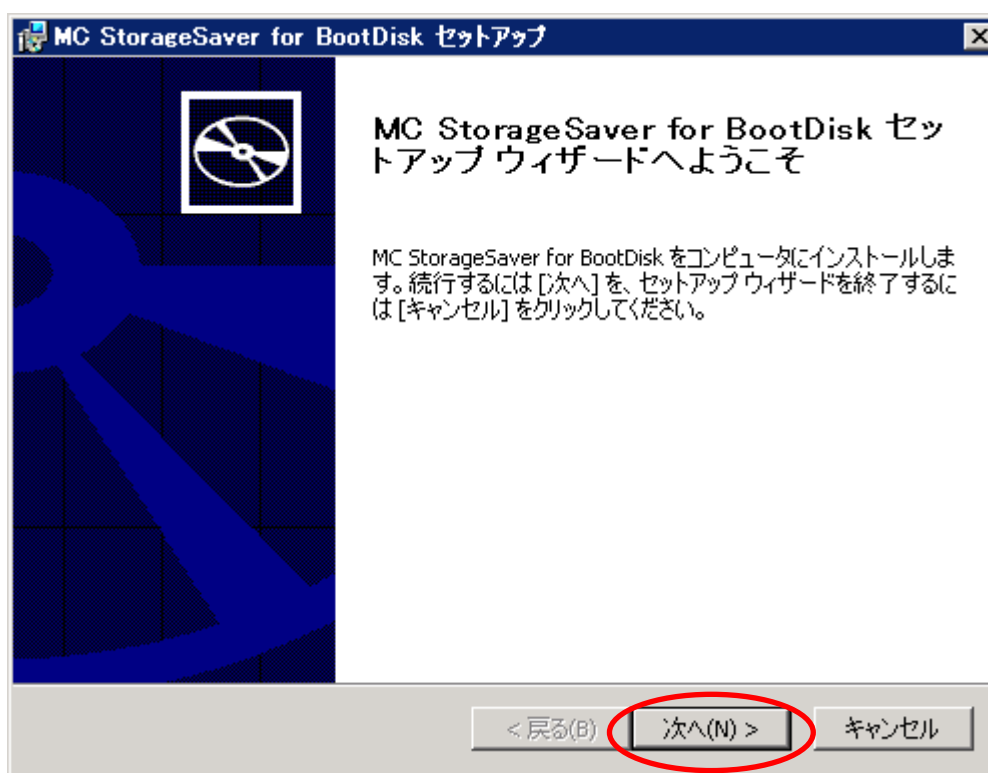 MC StorageSaver for BootDisk セットアップ
MC StorageSaver for BootDisk セッ
トアップ ウィザードへようこそ
MC StorageSaver for BootDisk をコンピュータにインストールしま
す。続行するには [次へ] を、セットアップ ウィザードを終了するに
は [キャンセル] をクリックしてください。
< 戻る(B) 次へ(N) > キャンセル